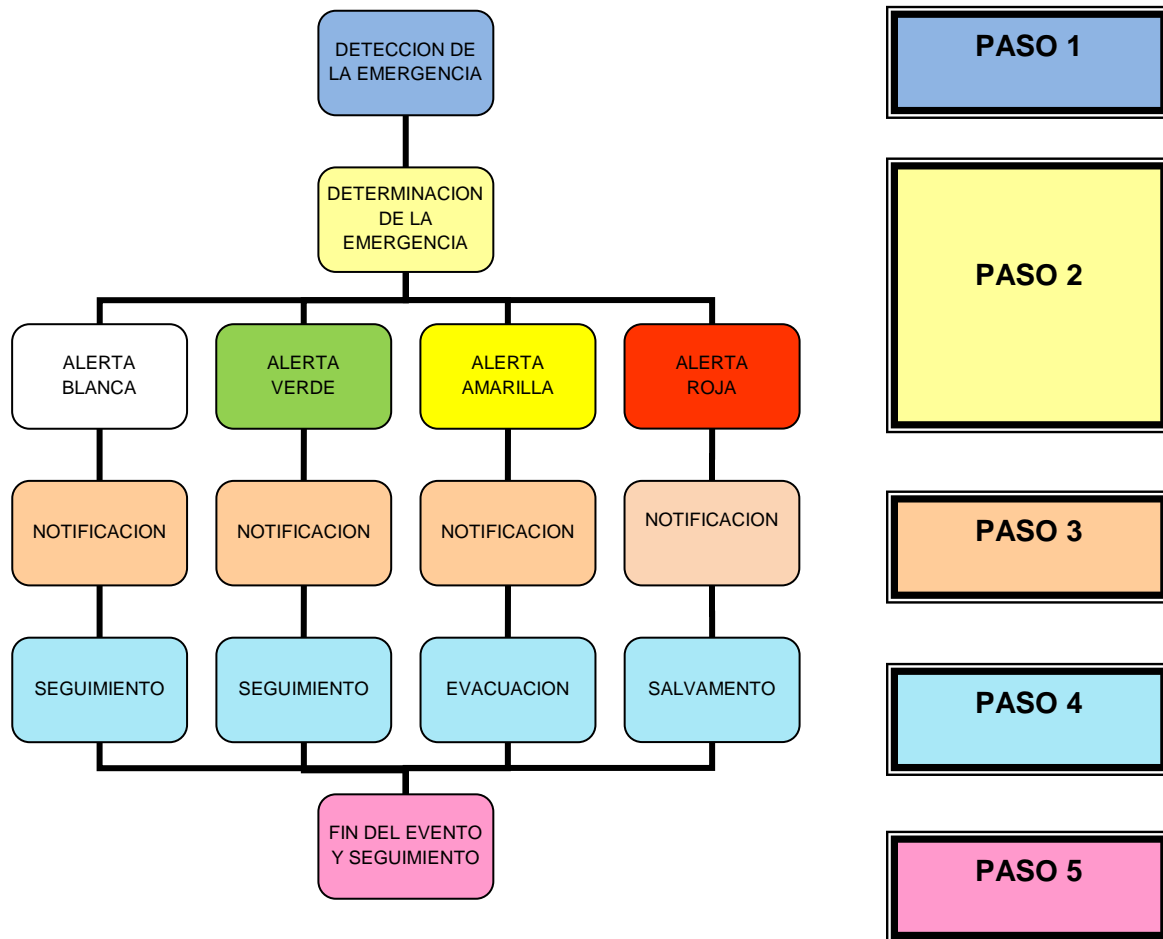 DETECCION DE
LA EMERGENCIA
PASO 1
DETERMINACION
DE LA
EMERGENCIA
PASO 2
ALERTA
BLANCA
ALERTA
VERDE
ALERTA
AMARILLA
ALERTA
ROJA
NOTIFICACION
NOTIFICACION
NOTIFICACION
NOTIFICACION
PASO 3
SEGUIMIENTO
SEGUIMIENTO
EVACUACION
SALVAMENTO
PASO 4
FIN DEL EVENTO
Y SEGUIMIENTO
PASO 5